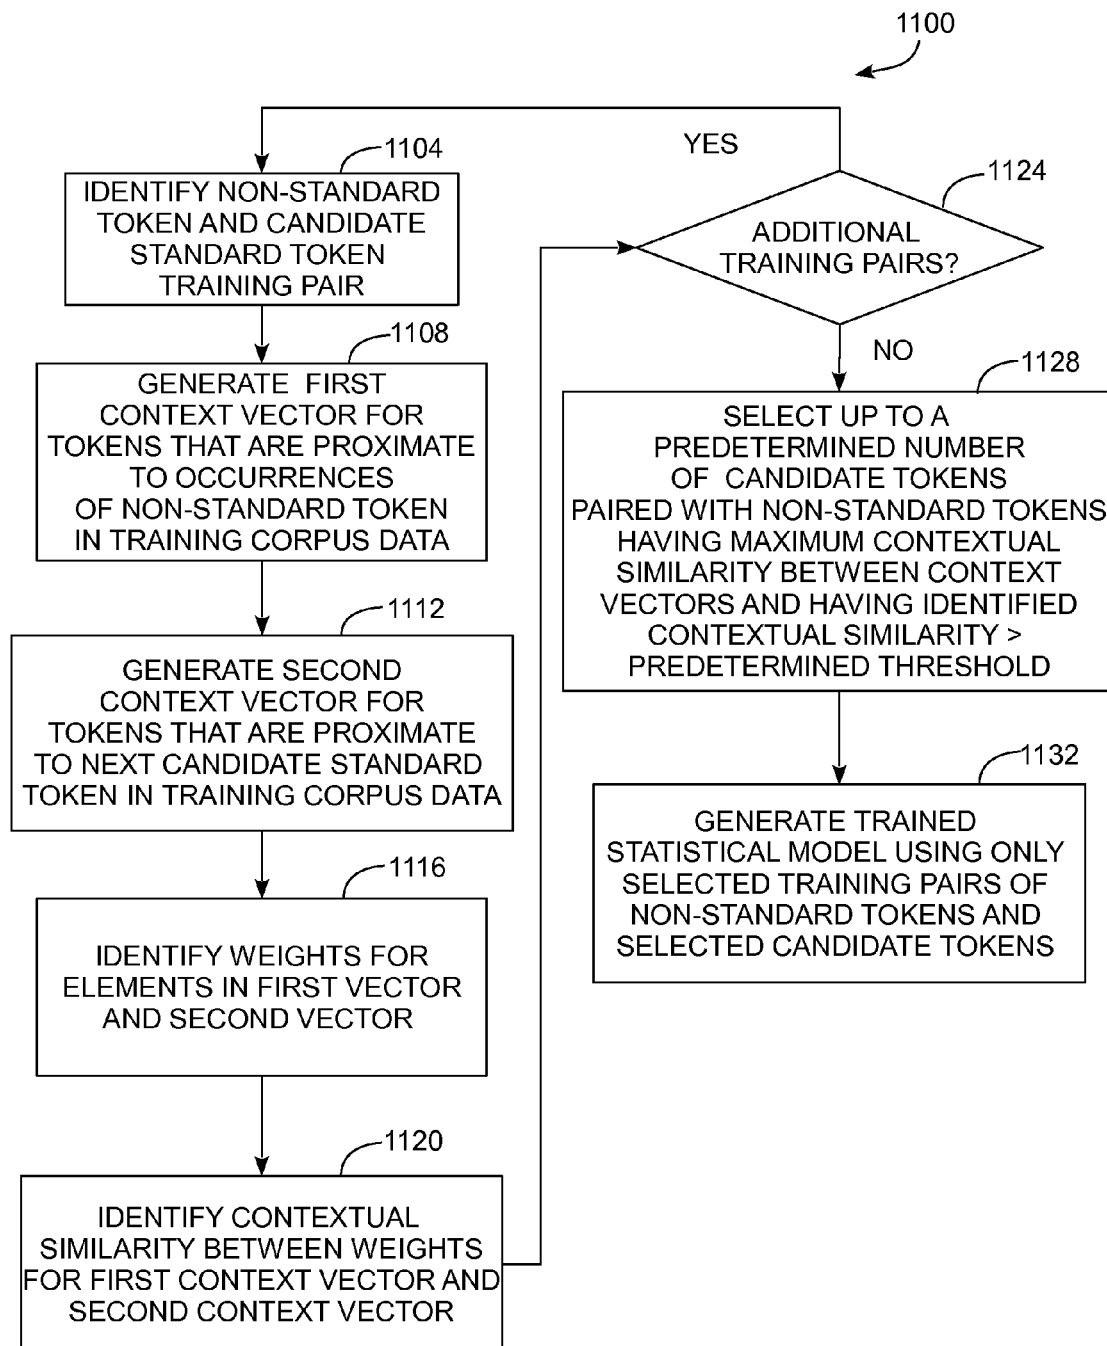 1100
YES
1104
IDENTIFY NON-STANDARD
TOKEN AND CANDIDATE
STANDARD TOKEN
TRAINING PAIR
1108
GENERATE FIRST
CONTEXT VECTOR FOR
TOKENS THAT ARE PROXIMATE
TO OCCURRENCES
OF NON-STANDARD TOKEN
IN TRAINING CORPUS DATA
1112
GENERATE SECOND
CONTEXT VECTOR FOR
TOKENS THAT ARE PROXIMATE
TO NEXT CANDIDATE STANDARD
TOKEN IN TRAINING CORPUS DATA
1116
IDENTIFY WEIGHTS FOR
ELEMENTS IN FIRST VECTOR
AND SECOND VECTOR
1120
IDENTIFY CONTEXTUAL
SIMILARITY BETWEEN WEIGHTS
FOR FIRST CONTEXT VECTOR AND
SECOND CONTEXT VECTOR
1124
ADDITIONAL
TRAINING PAIRS?
NO
1128
SELECT UP TO A
PREDETERMINED NUMBER
OF CANDIDATE TOKENS
PAIRED WITH NON-STANDARD TOKENS
HAVING MAXIMUM CONTEXTUAL
SIMILARITY BETWEEN CONTEXT
VECTORS AND HAVING IDENTIFIED
CONTEXTUAL SIMILARITY >
PREDETERMINED THRESHOLD
1132
GENERATE TRAINED
STATISTICAL MODEL USING ONLY
SELECTED TRAINING PAIRS OF
NON-STANDARD TOKENS AND
SELECTED CANDIDATE TOKENS